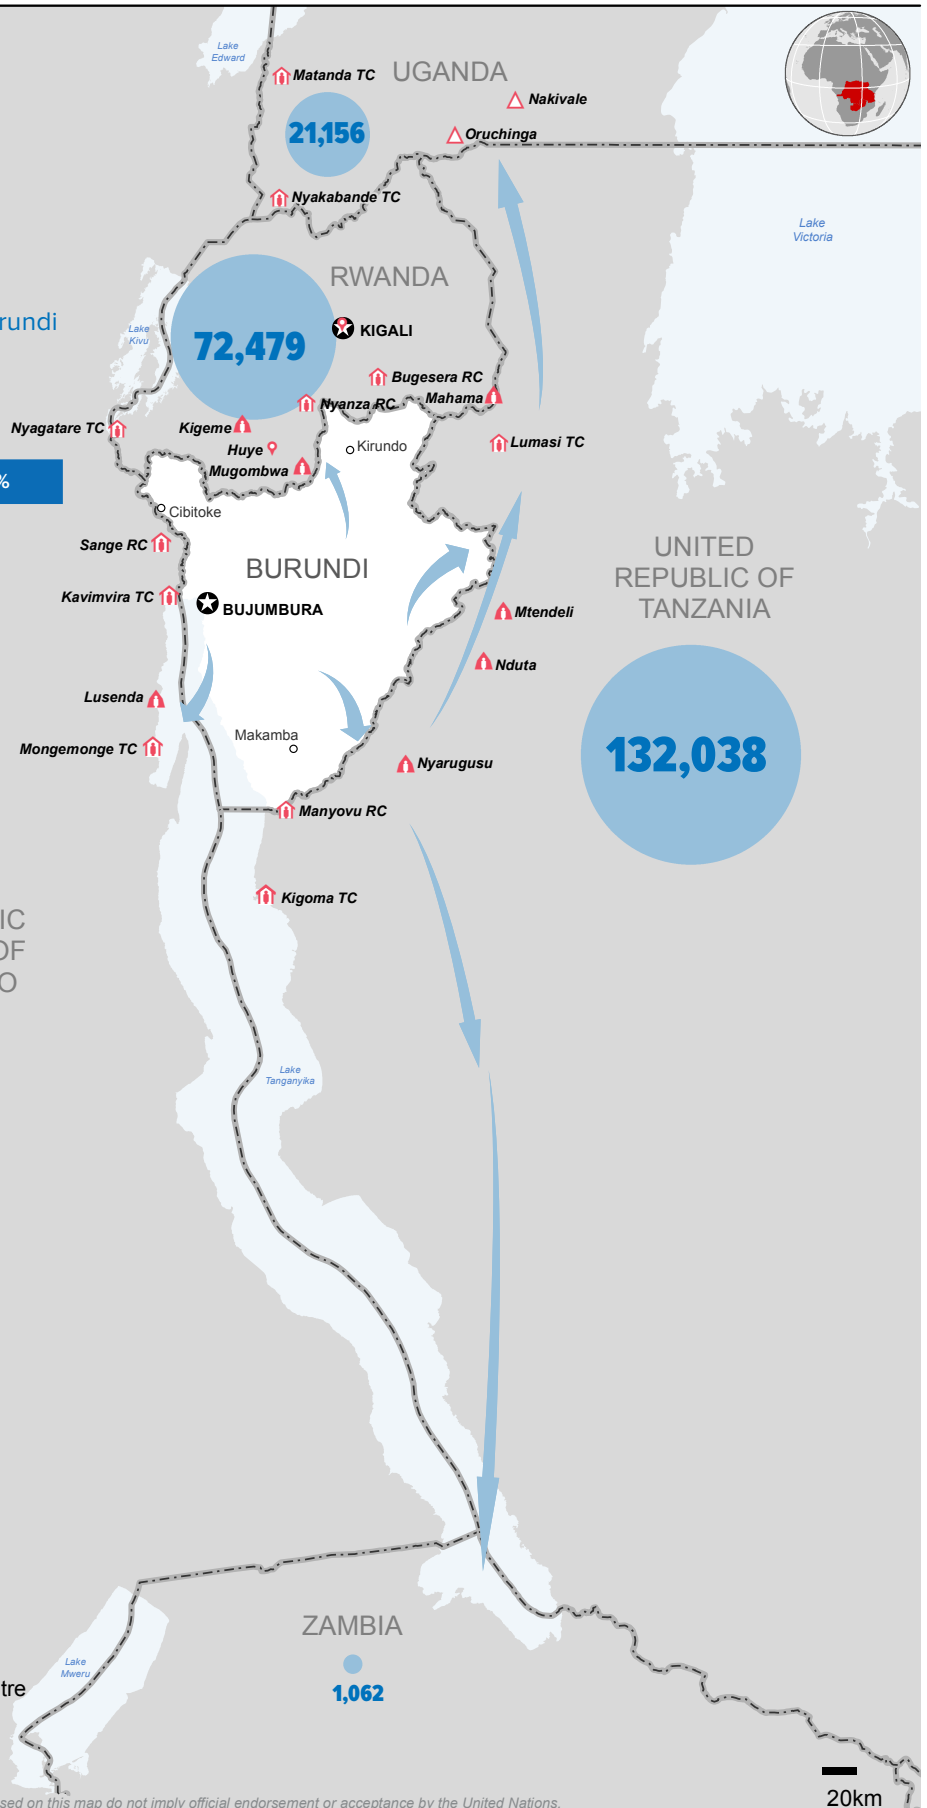 Lake
Edward
Matanda TC
UGANDA
Nakivale
21,156
Oruchinga
Nyakabande TC
Lake
Victoria
RWANDA
rundi
Lake
Kivu
KIGALI
72,479
Bugesera RC
Mahama
Nyanza RC
Nyagatare TC
Kigeme
Huye
Kirundo
Lumasi TC
Mugombwa
%
Cibitoke
Sange RC
UNITED
REPUBLIC OF
TANZANIA
BURUNDI
Kavimvira TC
BUJUMBURA
Mtendeli
Nduta
Lusenda
Makamba
Mongemonge TC
132,038
Nyarugusu
Manyovu RC
Kigoma TC
IC
OF
O
Lake
Tanganyika
ZAMBIA
Lake
Mweru
1,062
tre
20km
sed on this map do not imply official endorsement or acceptance by the United Nations.